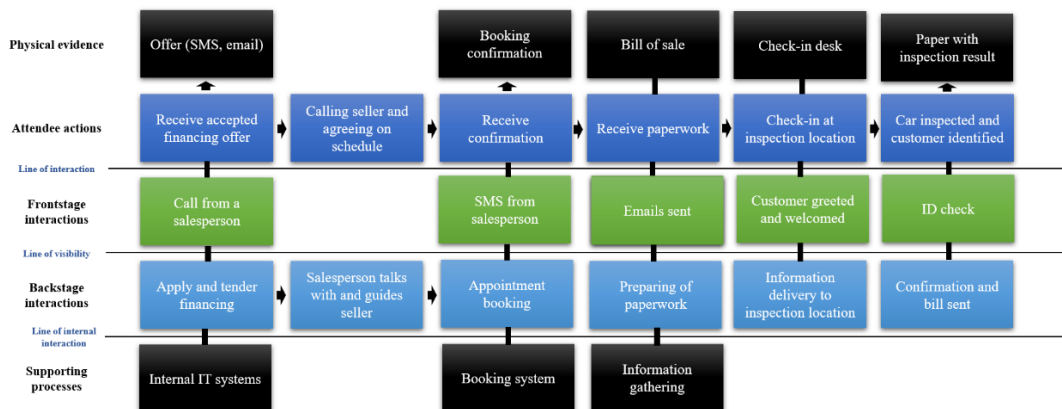 Physical evidence
Offer (SMS, email)
Booking
confirmation
Bill of sale
Check-in desk
Paper with
inspection result
Attendee actions
Receive accepted
financing offer
Calling seller and
agreeing on
schedule
Receive
confirmation
Receive paperwork
Check-in at
inspection location
Car inspected and
customer identified
Line of interaction
Frontstage
interactions
Call from a
salesperson
SMS from
salesperson
Emails sent
Customer greeted
and welcomed
ID check
Line of visibility
Backstage
interactions
Apply and tender
financing
Salesperson talks
with and guides
seller
Appointment
booking
Preparing of
paperwork
Information
delivery to
inspection location
Confirmation and
bill sent
Line of internal
interaction
Supporting
processes
Internal IT systems
Booking system
Information
gathering